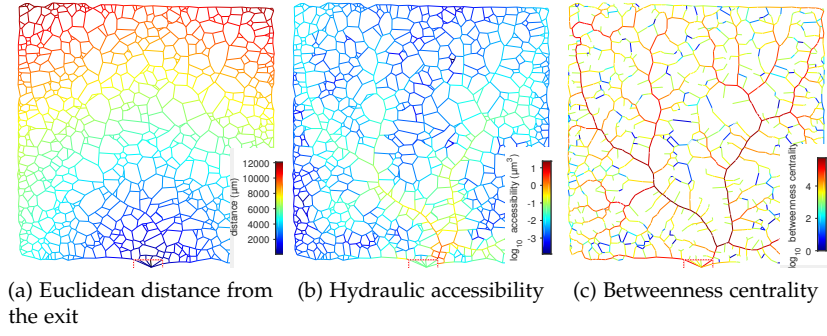 12000
10000
8000
6000
4000
2000
distance (µm)
1
0
-1
-2
-3
log10 accessibility (µm³)
4
2
0
log10 betweenness centrality
(a) Euclidean distance from
the exit
(b) Hydraulic accessibility
(c) Betweenness centrality